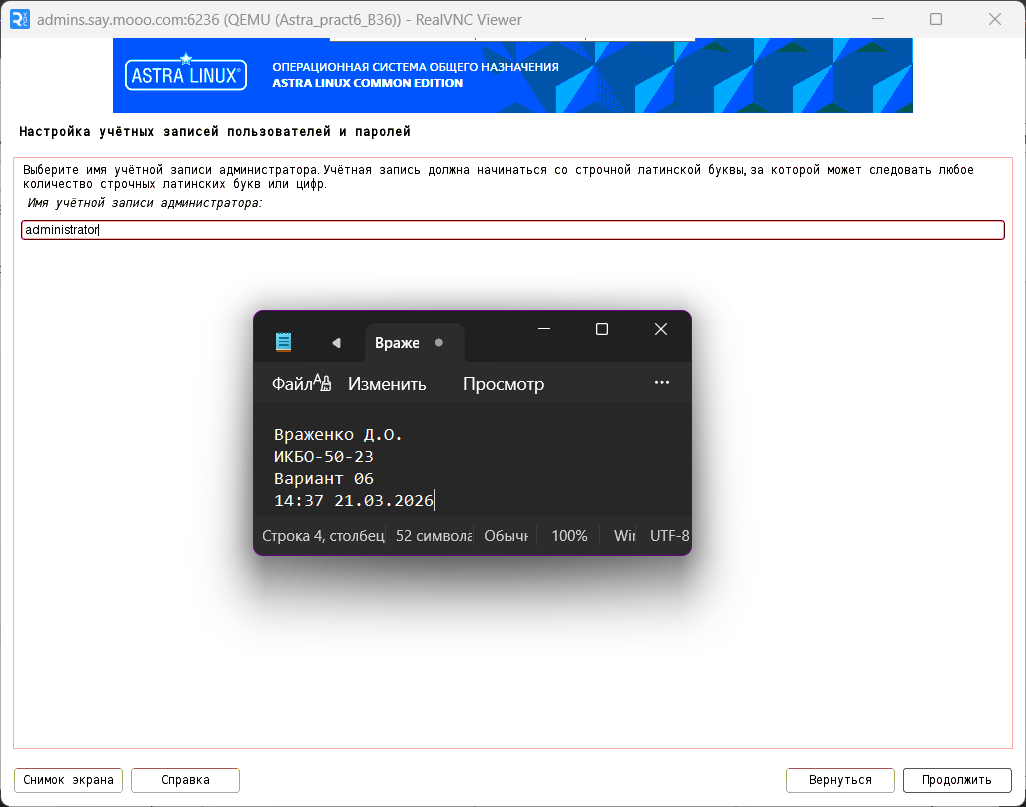 admins.say.mooo.com:6236 (QEMU (Astra_pract6_B36)) - RealVNC Viewer
ASTRA LINUX®
ОПЕРАЦИОННАЯ СИСТЕМА ОБЩЕГО НАЗНАЧЕНИЯ
ASTRA LINUX COMMON EDITION
Настройка учётных записей пользователей и паролей
Выберите имя учётной записи администратора. Учётная запись должна начинаться со строчной латинской буквы, за которой может следовать любое
количество строчных латинских букв или цифр.
Имя учётной записи администратора:
administrator
Враже
Файл Изменить Просмотр
Враженко Д.О.
ИКБО-50-23
Вариант 06
14:37 21.03.2026
Строка 4, столбец 52 символа Обычн 100% Wir UTF-8
Снимок экрана Справка Вернуться Продолжить